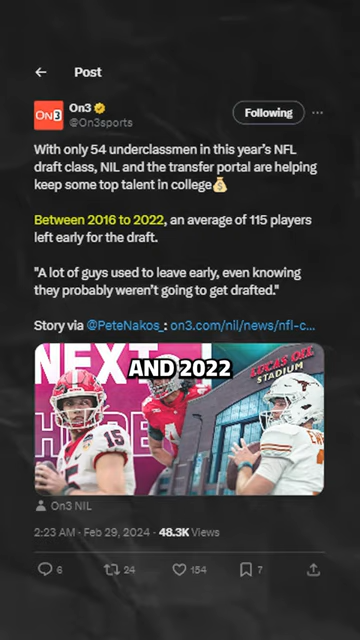 Post
On3
@On3sports
Following
On3
With only 54 underclassmen in this year's NFL
draft class, NIL and the transfer portal are helping
keep some top talent in college💰
Between 2016 to 2022, an average of 115 players
left early for the draft.
"A lot of guys used to leave early, even knowing
they probably weren't going to get drafted."
Story via @PeteNakos_: on3.com/nil/news/nfl-c...
NEXT
AND 2022
LUCAS OIL
STADIUM
15
On3 NIL
2:23 AM · Feb 29, 2024 · 48.3K Views
6 24 154 7